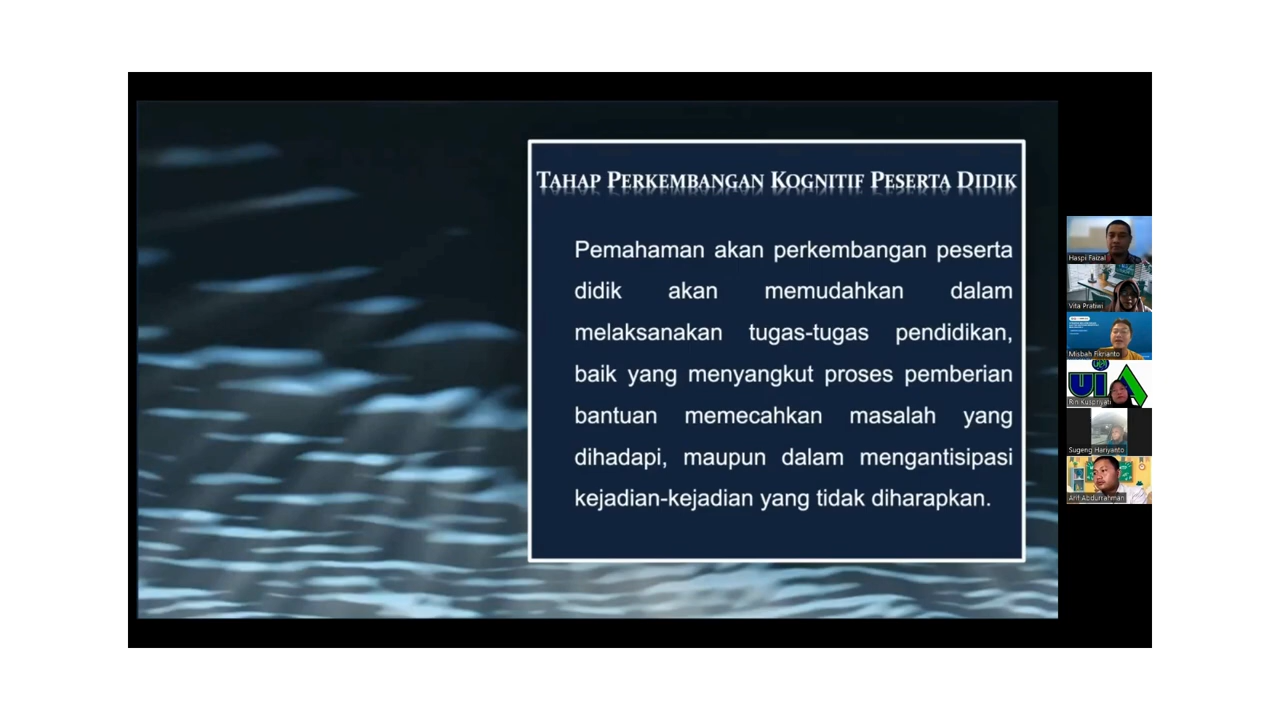 TAHAP PERKEMBANGAN KOGNITIF PESERTA DIDIK
Pemahaman akan perkembangan peserta
didik akan memudahkan dalam
melaksanakan tugas-tugas pendidikan,
baik yang menyangkut proses pemberian
bantuan memecahkan masalah yang
dihadapi, maupun dalam mengantisipasi
kejadian-kejadian yang tidak diharapkan.
Haspi Faizal
Vita Pratiwi
Misbah Fikrianto
uiA
Sugeng Hariyanto
Arif Abdurrahman